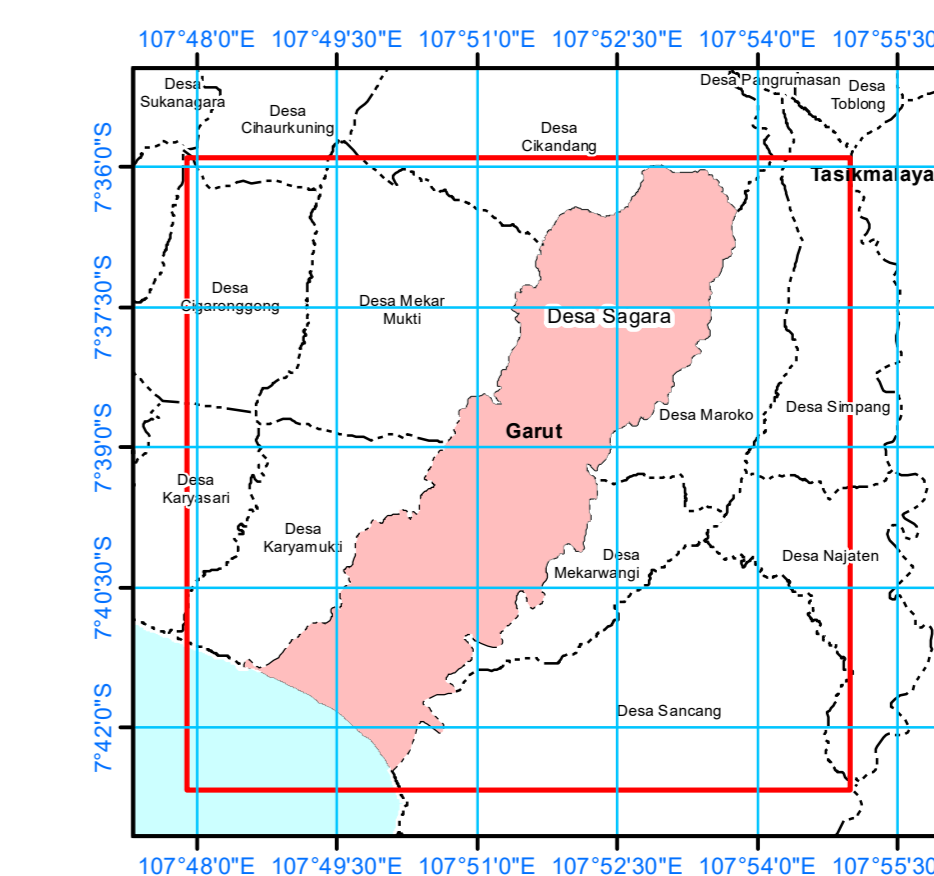 107°48'0"E 107°49'30"E 107°51'0"E 107°52'30"E 107°54'0"E 107°55'30
Desa Pangrumasan
Desa
Sukanagara
Desa
Toblong
Desa
Cihaurkuning
Desa
Cikandang
7°36'0"S
Tasikmalaya
Desa
Cigaronggong
Desa Mekar
Mukti
7°37'30"S
Desa Sagara
Desa Maroko
Desa Simpang
Garut
7°39'0"S
Desa
Karyasari
Desa
Karyamukti
Desa
Mekarwangi
Desa Najaten
7°40'30"S
Desa Sancang
7°42'0"S
107°48'0"E 107°49'30"E 107°51'0"E 107°52'30"E 107°54'0"E 107°55'30